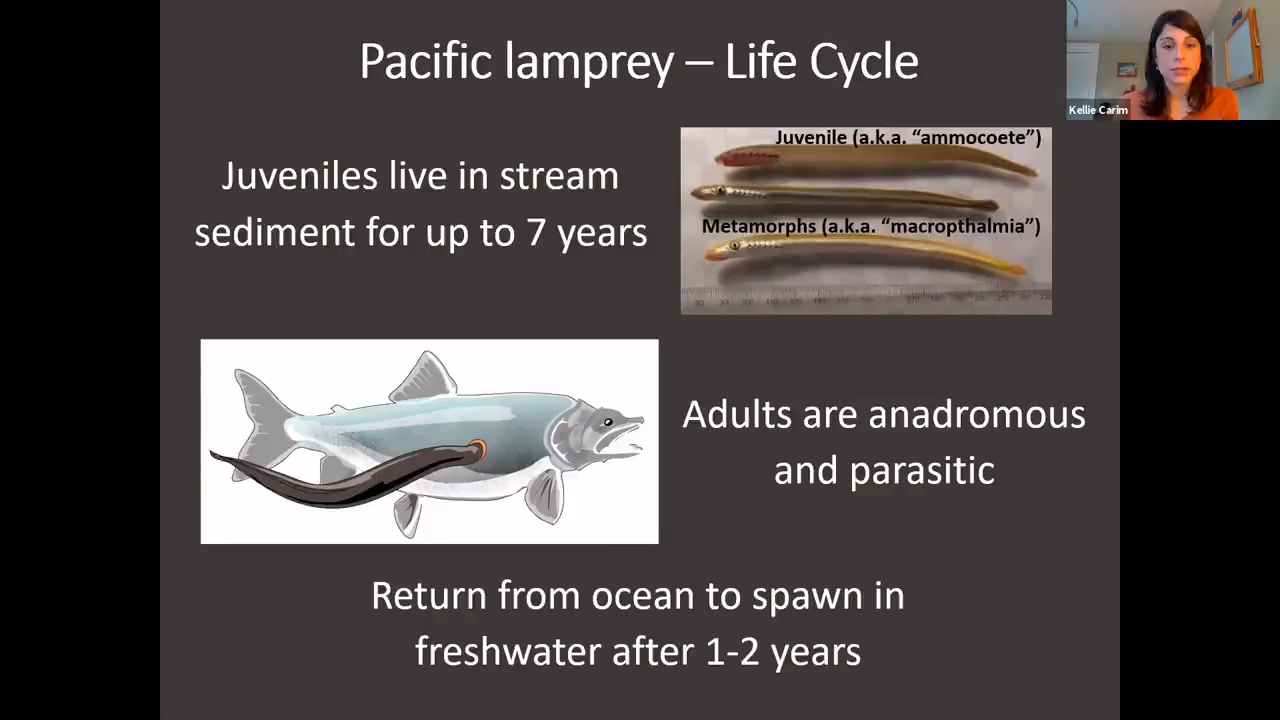 Pacific lamprey – Life Cycle
Kellie Carim
Juveniles live in stream
sediment for up to 7 years
Juvenile (a.k.a. “ammocoete”)
Metamorphs (a.k.a. “macropthalmia”)
Adults are anadromous
and parasitic
Return from ocean to spawn in
freshwater after 1-2 years